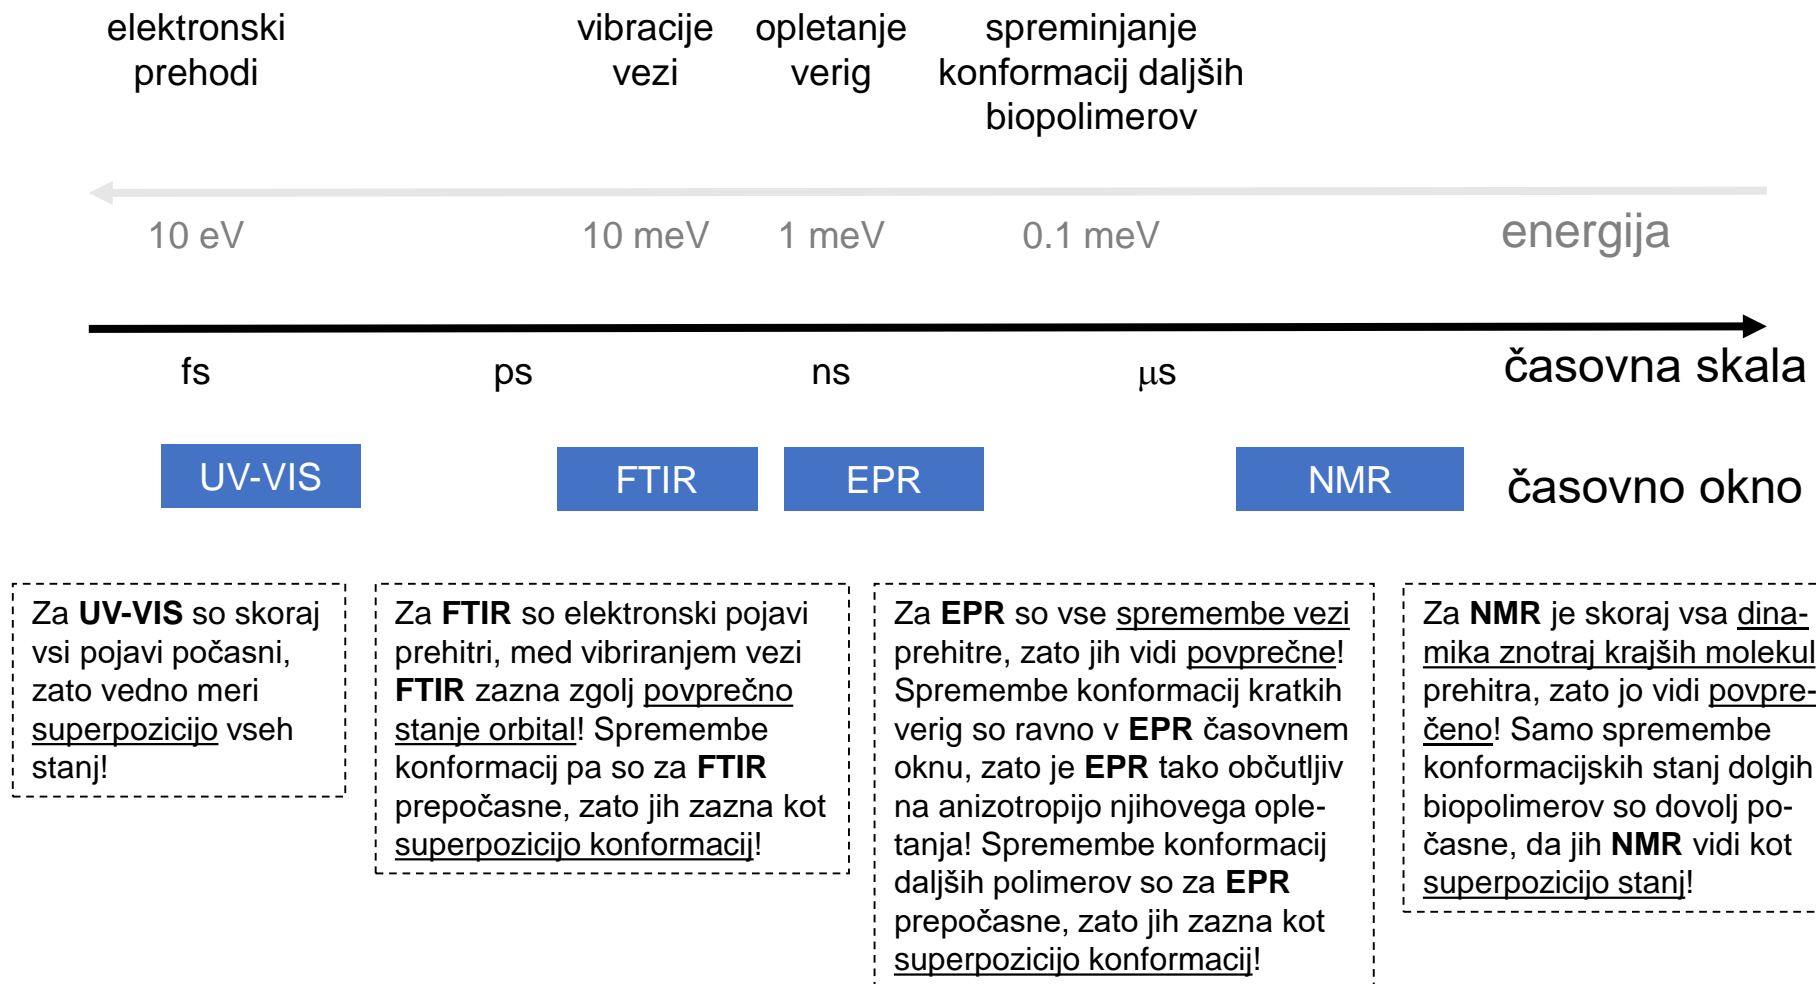 elektronski
prehodi
vibracije
vezi
opletanje
verig
spreminjanje
konformacij daljših
biopolimerov
10 eV
10 meV
1 meV
0.1 meV
energija
fs
ps
ns
μs
časovna skala
UV-VIS
FTIR
EPR
NMR
časovno okno
Za UV-VIS so skoraj
vsi pojavi počasni,
zato vedno meri
superpozicijo vseh
stanj!
Za FTIR so elektronski pojavi
prehitri, med vibriranjem vezi
FTIR zazna zgolj povprečno
stanje orbital! Spremembe
konformacij pa so za FTIR
prepočasne, zato jih zazna kot
superpozicijo konformacij!
Za EPR so vse spremembe vezi
prehitre, zato jih vidi povprečne!
Spremembe konformacij kratkih
verig so ravno v EPR časovnem
oknu, zato je EPR tako občutljiv
na anizotropijo njihovega ople-
tanja! Spremembe konformacij
daljših polimerov so za EPR
prepočasne, zato jih zazna kot
superpozicijo konformacij!
Za NMR je skoraj vsa dina-
mika znotraj krajših molekul
prehitra, zato jo vidi povpre-
čeno! Samo spremembe
konformacijskih stanj dolgih
biopolimerov so dovolj po-
časne, da jih NMR vidi kot
superpozicijo stanj!